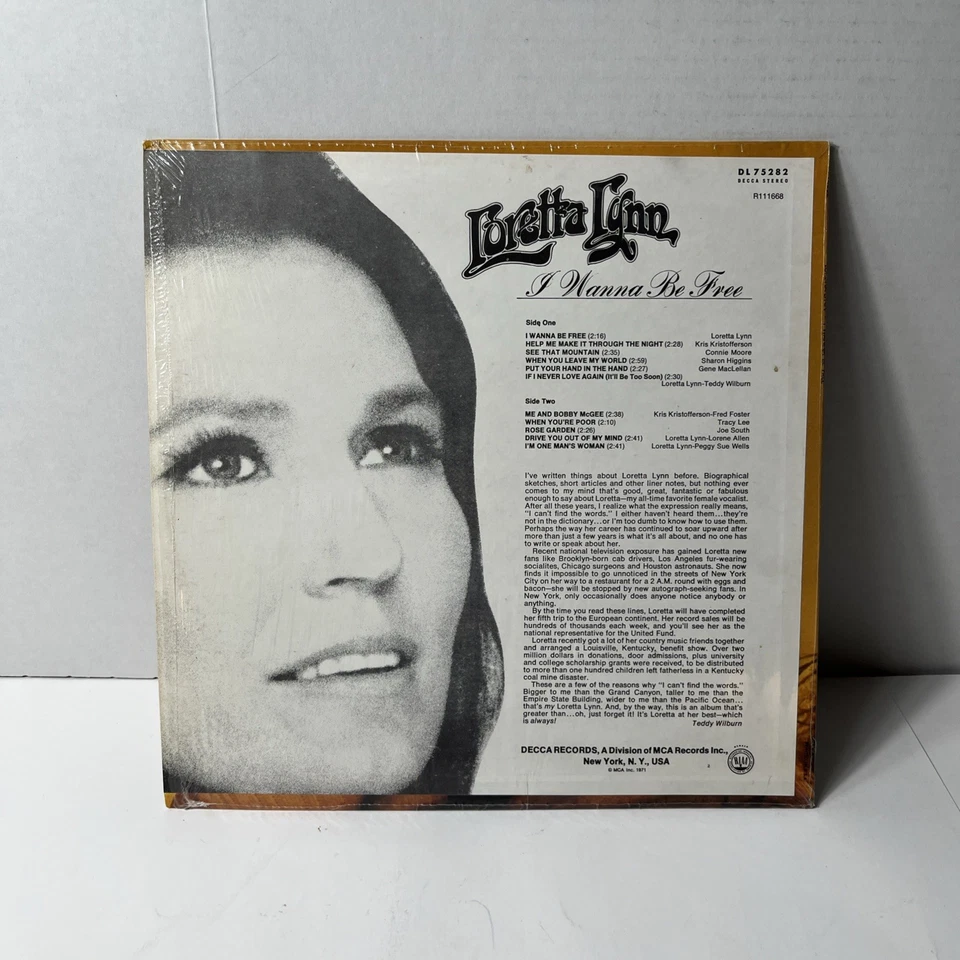 DL 75282
DECCA STEREO
R111668
Loretta Lynn
I Wanna Be Free
Side One
I WANNA BE FREE (2:16) Loretta Lynn
HELP ME MAKE IT THROUGH THE NIGHT (2:28) Kris Kristofferson
SEE THAT MOUNTAIN (2:35) Connie Moore
WHEN YOU LEAVE MY WORLD (2:59) Sharon Higgins
PUT YOUR HAND IN THE HAND (2:27) Gene MacLellan
IF I NEVER LOVE AGAIN (It'll Be Too Soon) (2:30)
Loretta Lynn-Teddy Wilburn
Side Two
ME AND BOBBY McGEE (2:38) Kris Kristofferson-Fred Foster
WHEN YOU'RE POOR (2:10) Tracy Lee
ROSE GARDEN (2:26) Joe South
DRIVE YOU OUT OF MY MIND (2:41) Loretta Lynn-Lorene Allen
I'M ONE MAN'S WOMAN (2:41) Loretta Lynn-Peggy Sue Wells
I've written things about Loretta Lynn before. Biographical
sketches, short articles and other liner notes, but nothing ever
comes to my mind that's good, great, fantastic or fabulous
enough to say about Loretta—my all-time favorite female vocalist.
After all these years, I realize what the expression really means,
"I can't find the words." I either haven't heard them...they're
not in the dictionary...or I'm too dumb to know how to use them.
Perhaps the way her career has continued to soar upward after
more than just a few years is what it's all about, and no one has
to write or speak about her.
Recent national television exposure has gained Loretta new
fans like Brooklyn-born cab drivers, Los Angeles fur-wearing
socialites, Chicago surgeons and Houston astronauts. She now
finds it impossible to go unnoticed in the streets of New York
City on her way to a restaurant for a 2 A.M. round with eggs and
bacon—she will be stopped by new autograph-seeking fans. In
New York, only occasionally does anyone notice anybody or
anything.
By the time you read these lines, Loretta will have completed
her fifth trip to the European continent. Her record sales will be
hundreds of thousands each week, and you'll see her as the
national representative for the United Fund.
Loretta recently got a lot of her country music friends together
and arranged a Louisville, Kentucky, benefit show. Over two
million dollars in donations, door admissions, plus university
and college scholarship grants were received, to be distributed
to more than one hundred children left fatherless in a Kentucky
coal mine disaster.
These are a few of the reasons why "I can't find the words."
Bigger to me than the Grand Canyon, taller to me than the
Empire State Building, wider to me than the Pacific Ocean...
that's my Loretta Lynn. And, by the way, this is an album that's
greater than...oh, just forget it! It's Loretta at her best—which
is always! Teddy Wilburn
DECCA RECORDS, A Division of MCA Records Inc.,
New York, N. Y., USA
© MCA, Inc. 1971